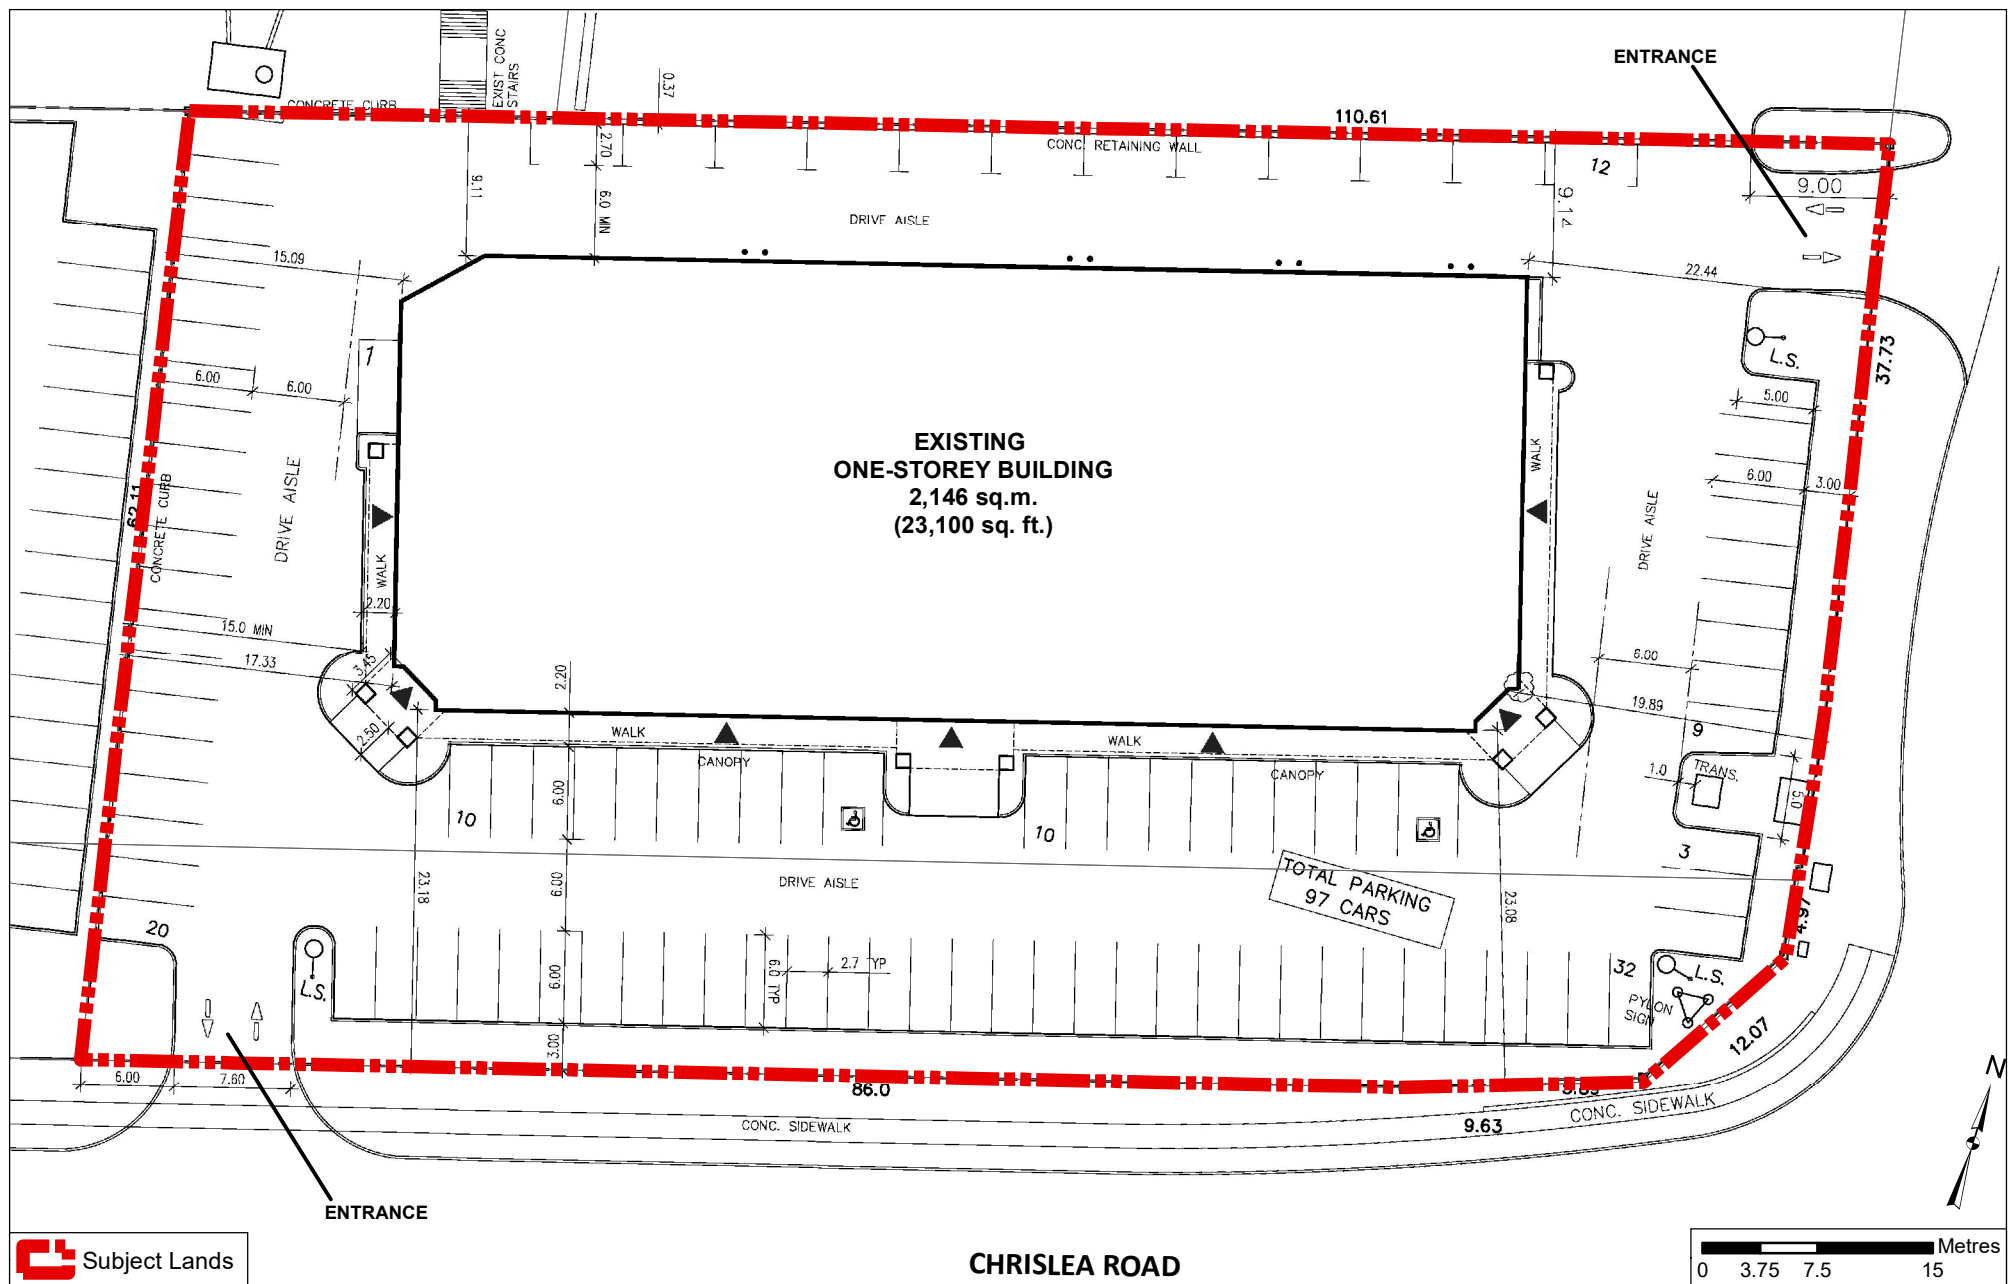 ENTRANCE
EXIST CONC
STAIRS
0.37
CONCRETE CURB
110.61
CONC. RETAINING WALL
2.70
12
9.11
6.0 MIN
9.14
9.00
DRIVE AISLE
15.09
22.44
1
L.S.
37.73
6.00
6.00
5.00
EXISTING
ONE-STOREY BUILDING
2,146 sq.m.
(23,100 sq. ft.)
WALK
DRIVE AISLE
62.11
CONCRETE CURB
6.00
3.00
DRIVE AISLE
WALK
2.20
15.0 MIN
17.33
3.45
2.20
6.00
19.89
2.50
WALK
WALK
9
CANOPY
CANOPY
1.0
TRANS.
5.0
6.00
10
10
3
DRIVE AISLE
TOTAL PARKING
97 CARS
23.18
6.00
23.08
4.97
20
6.0 TYP
2.7 TYP
32
L.S.
L.S.
6.00
PYLON
SIGN
3.00
12.07
6.00
7.60
86.0
9.63
CONC. SIDEWALK
CONC. SIDEWALK
N
ENTRANCE
Subject Lands
CHRISLEA ROAD
Metres
0 3.75 7.5 15